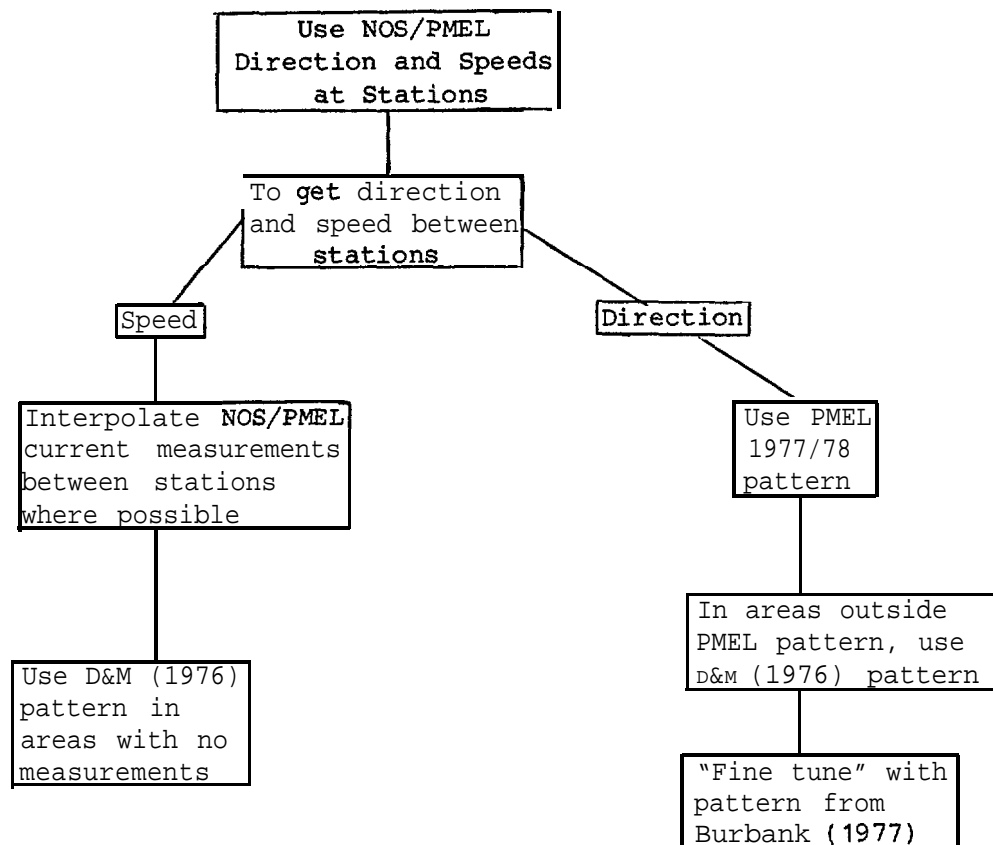 Use NOS/PMEL
Direction and Speeds
at Stations
To get direction
and speed between
stations
Speed
Direction
Interpolate NOS/PMEL
current measurements
between stations
where possible
Use PMEL
1977/78
pattern
Use D&M (1976)
pattern in
areas with no
measurements
In areas outside
PMEL pattern, use
D&M (1976) pattern
"Fine tune" with
pattern from
Burbank (1977)